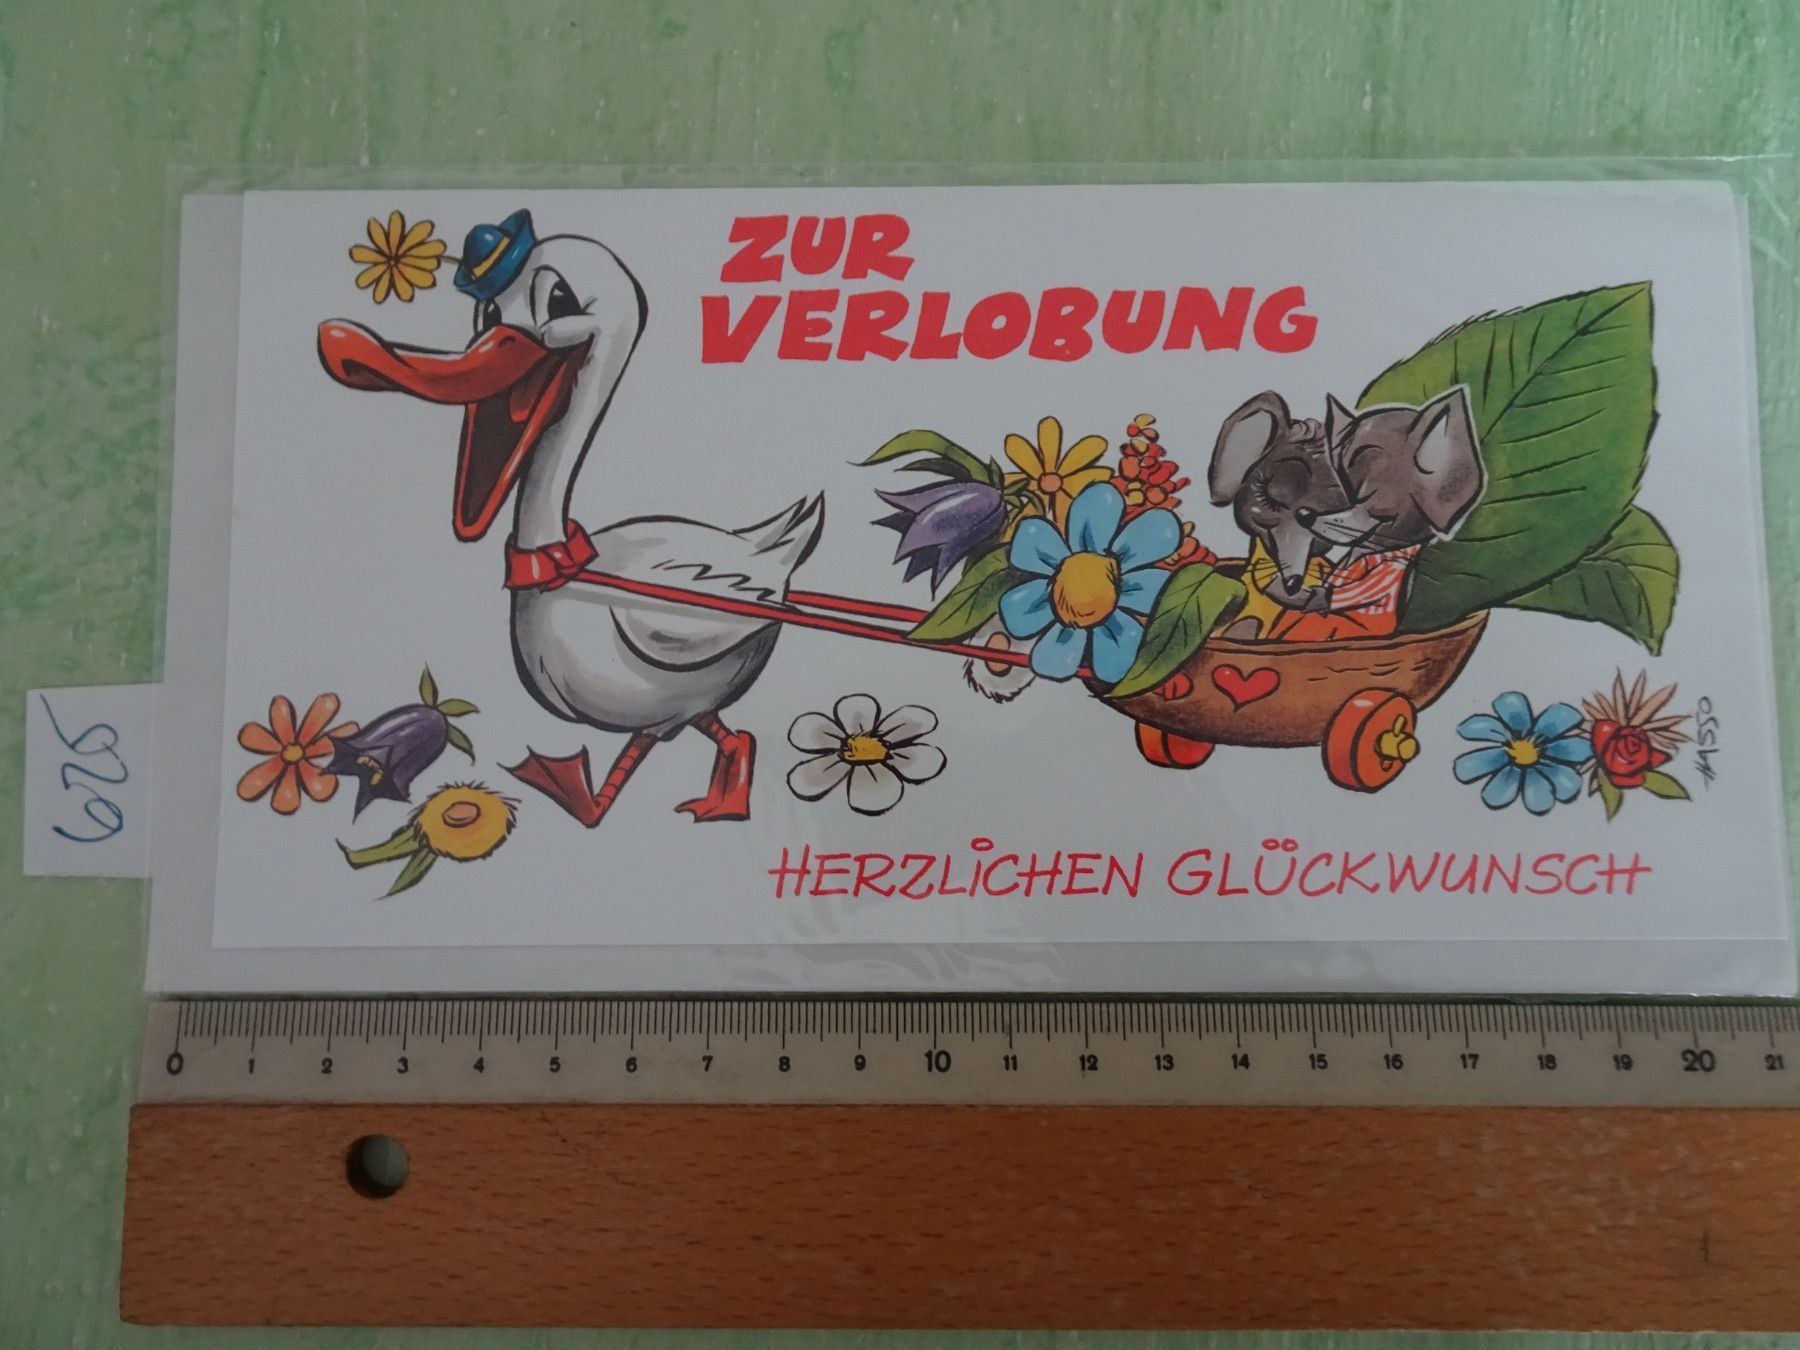 ZUR
VERLOBUNG
HASSO
625
HERZLICHEN GLÜCKWUNSCH
0 1 2 3 4 5 6 7 8 9 10 11 12 13 14 15 16 17 18 19 20 21